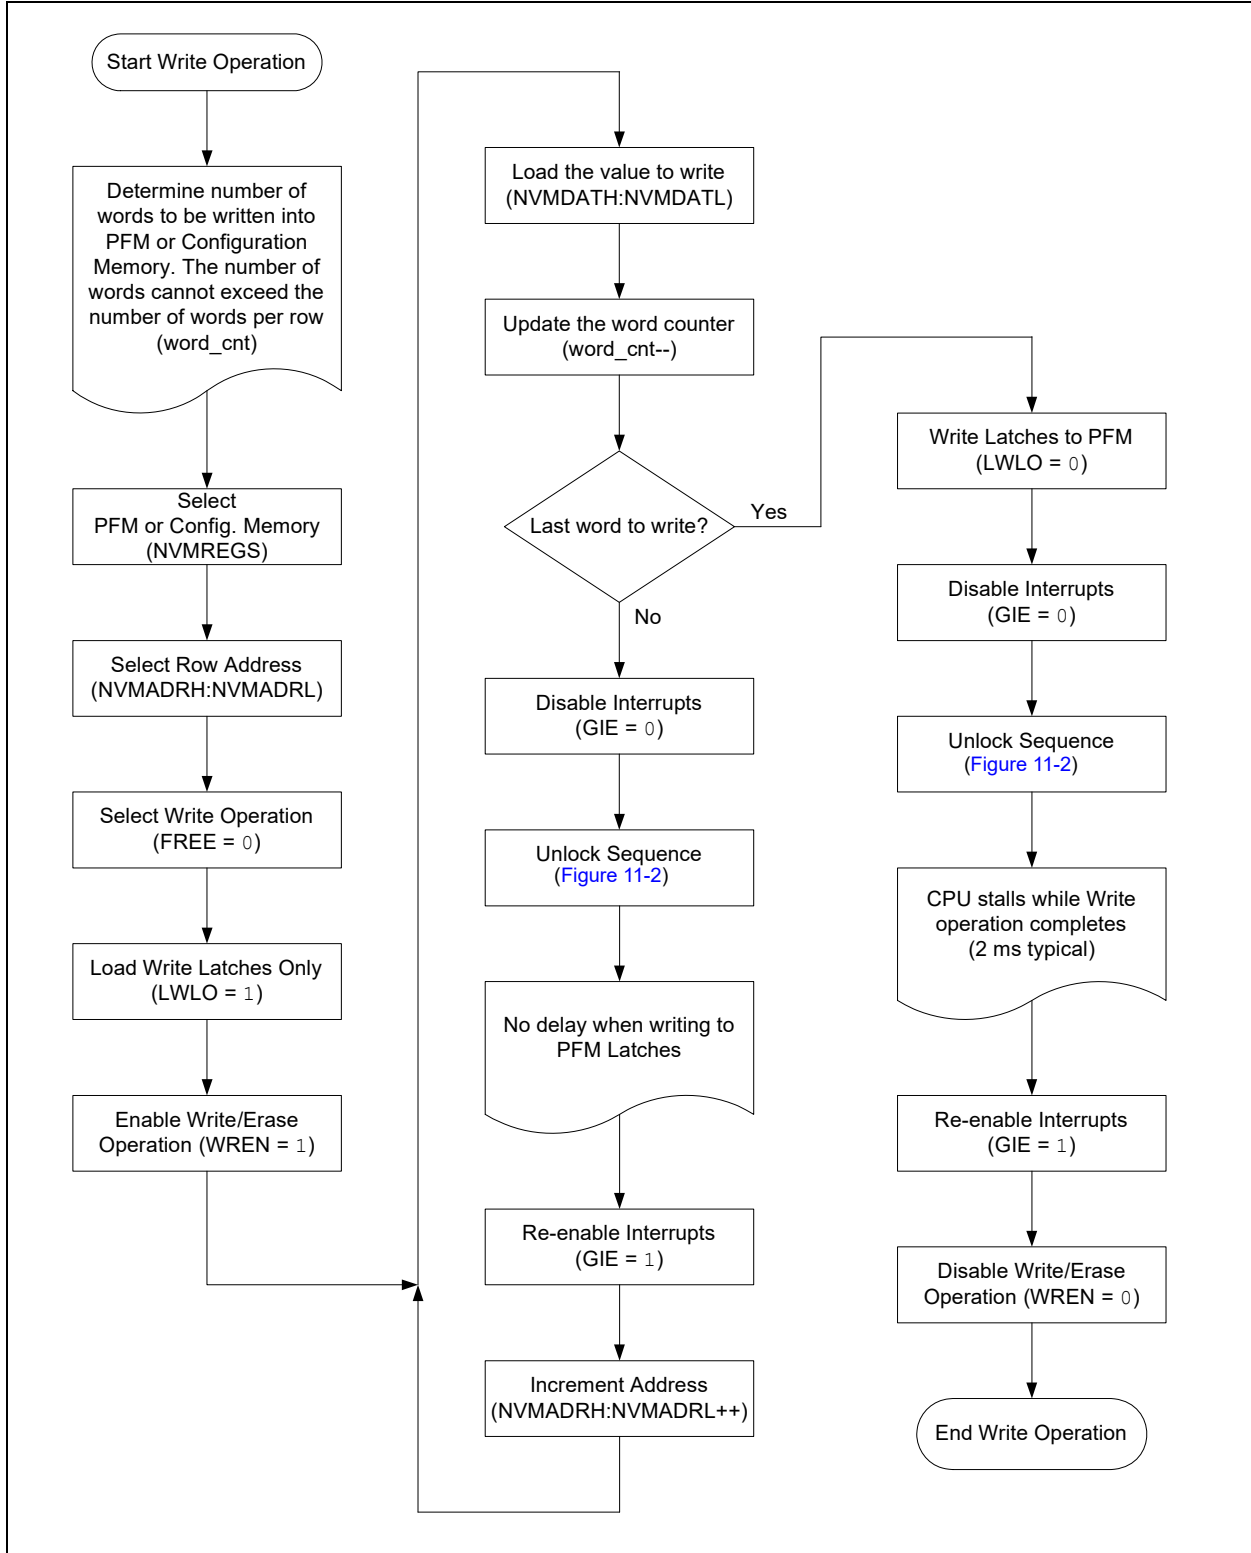 Start Write Operation
Determine number of
words to be written into
PFM or Configuration
Memory. The number of
words cannot exceed the
number of words per row
(word_cnt)
Select
PFM or Config. Memory
(NVMREGS)
Select Row Address
(NVMADRH:NVMADRL)
Select Write Operation
(FREE = 0)
Load Write Latches Only
(LWLO = 1)
Enable Write/Erase
Operation (WREN = 1)
Load the value to write
(NVMDATH:NVMDATL)
Update the word counter
(word_cnt--)
Last word to write?
Yes
No
Disable Interrupts
(GIE = 0)
Unlock Sequence
(Figure 11-2)
No delay when writing to
PFM Latches
Re-enable Interrupts
(GIE = 1)
Increment Address
(NVMADRH:NVMADRL++)
Write Latches to PFM
(LWLO = 0)
Disable Interrupts
(GIE = 0)
Unlock Sequence
(Figure 11-2)
CPU stalls while Write
operation completes
(2 ms typical)
Re-enable Interrupts
(GIE = 1)
Disable Write/Erase
Operation (WREN = 0)
End Write Operation